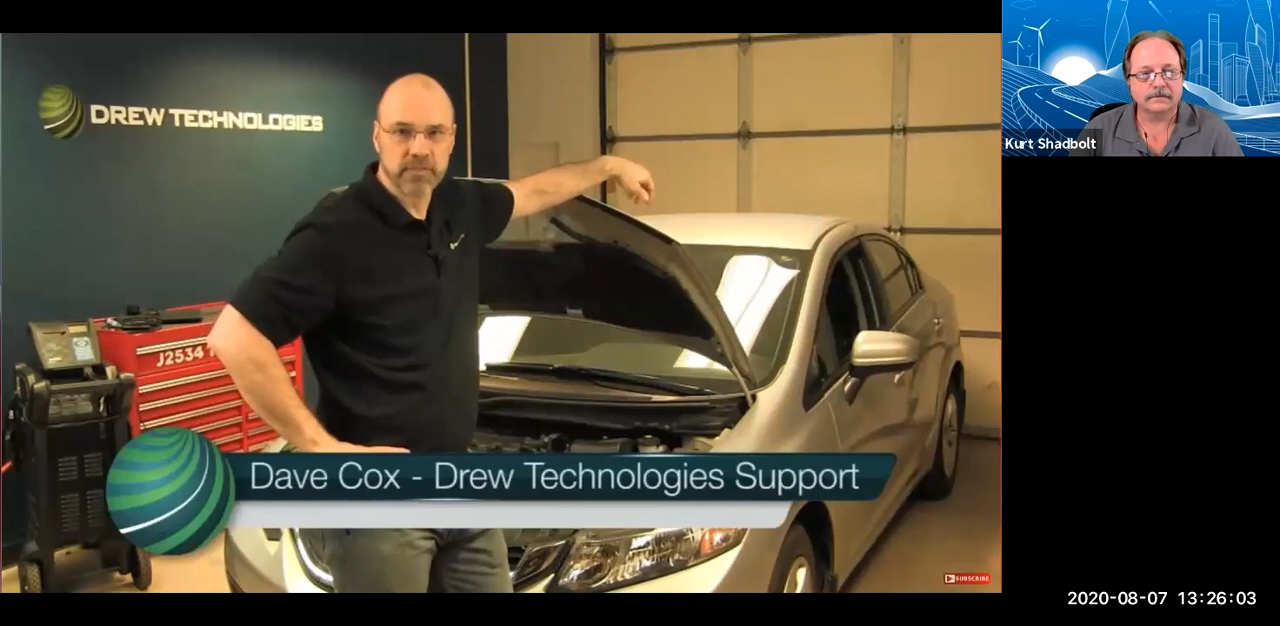 DREW TECHNOLOGIES
Kurt Shadbolt
J2534
Dave Cox - Drew Technologies Support
SUBSCRIBE
2020-08-07 13:26:03